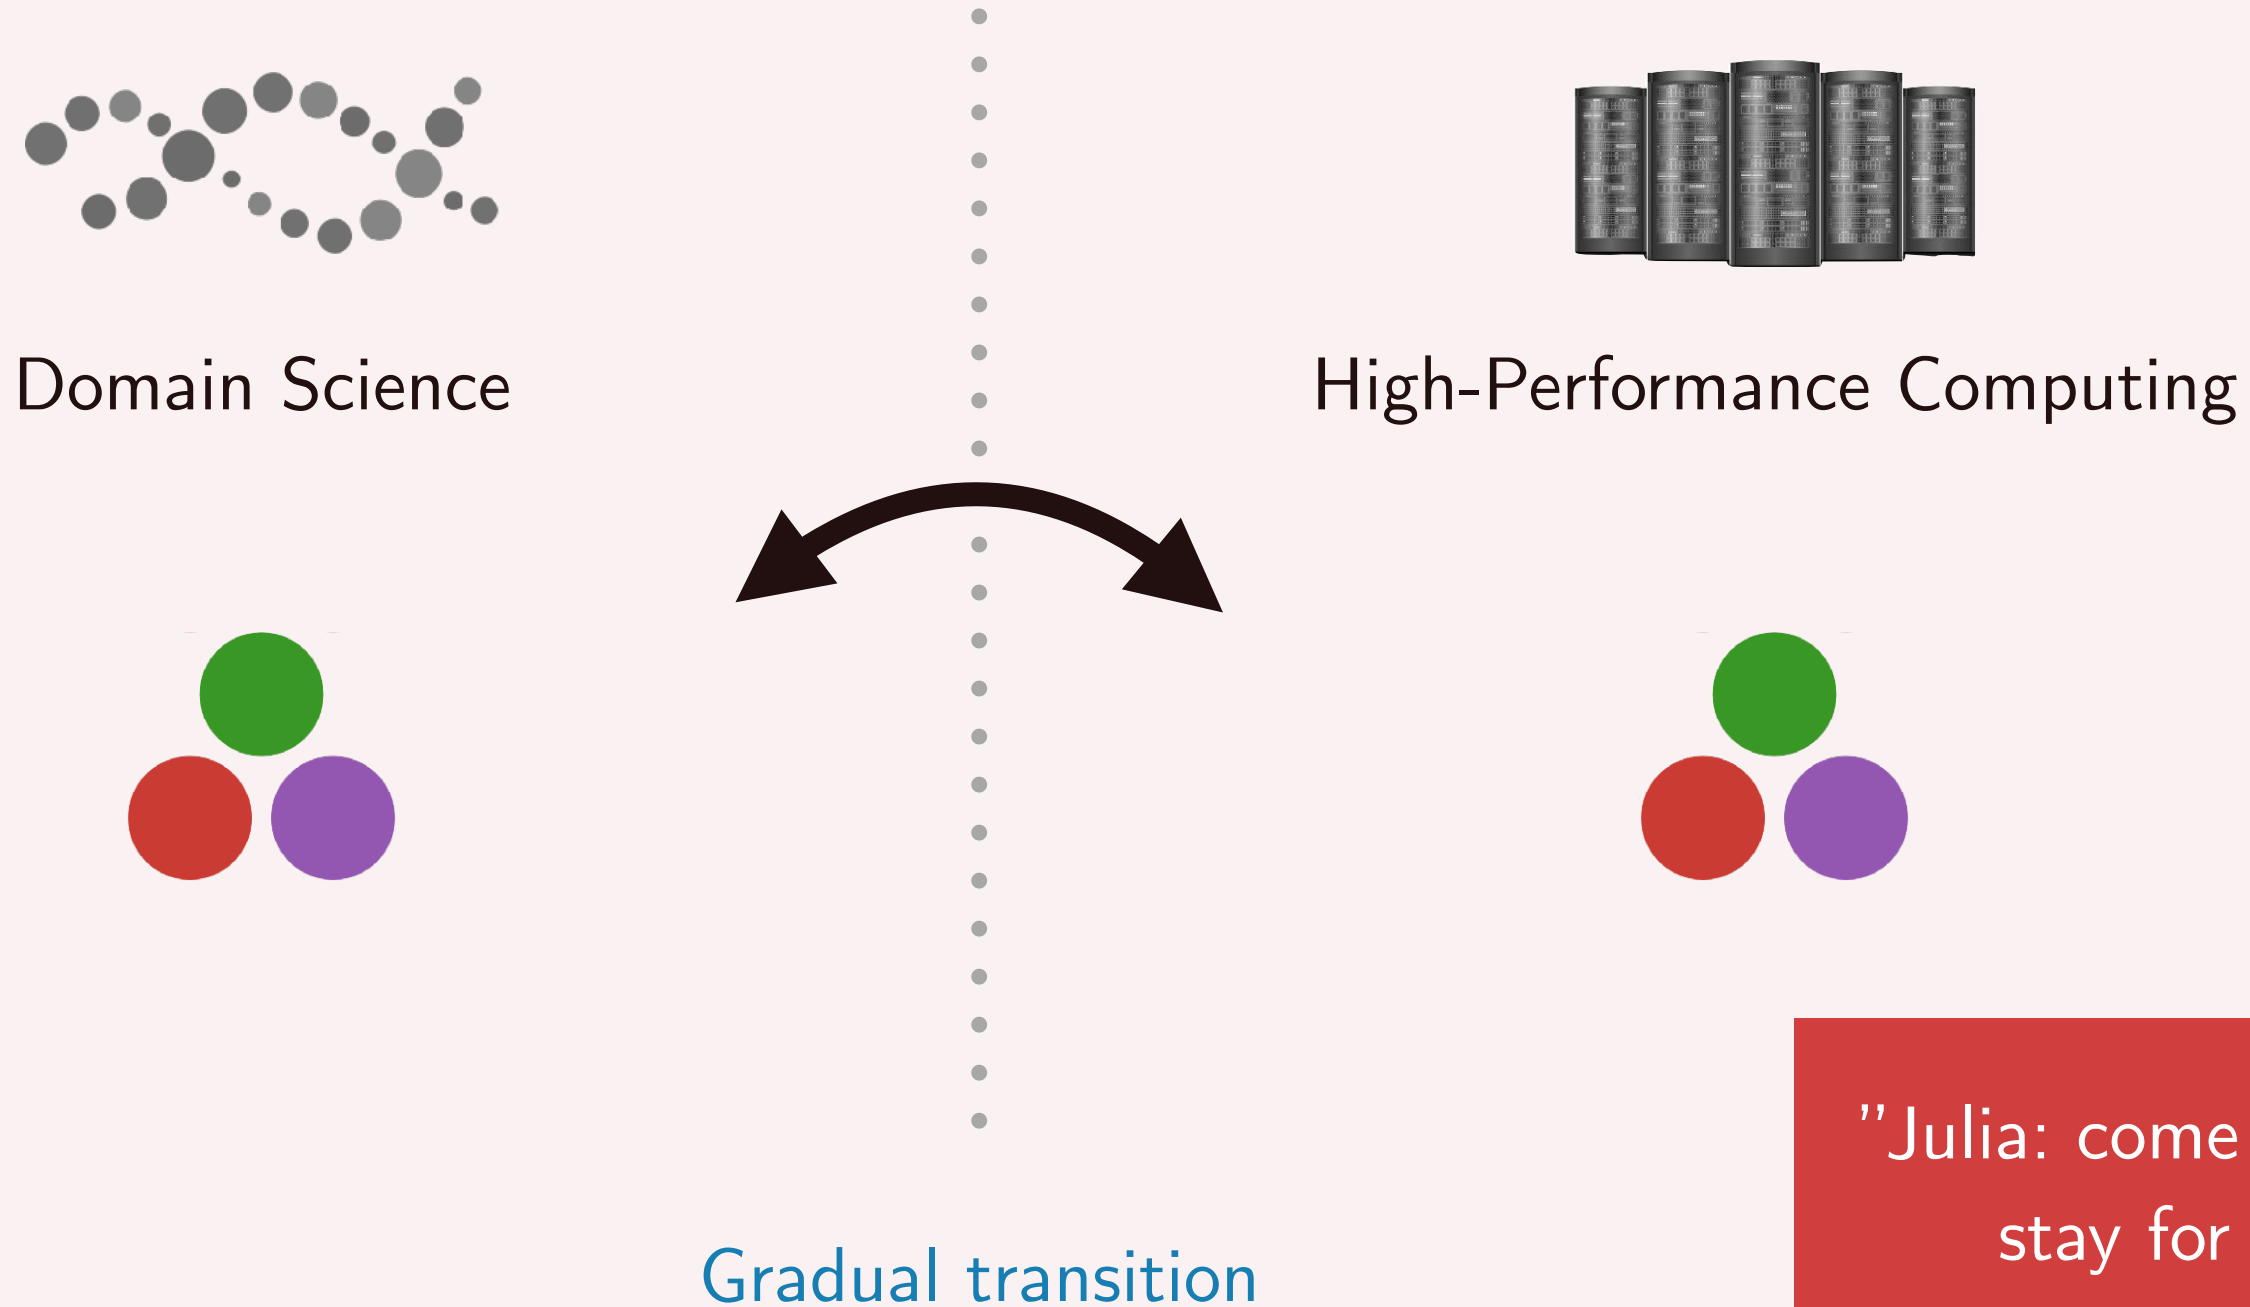 Domain Science
High-Performance Computing
”Julia: come
stay for
Gradual transition